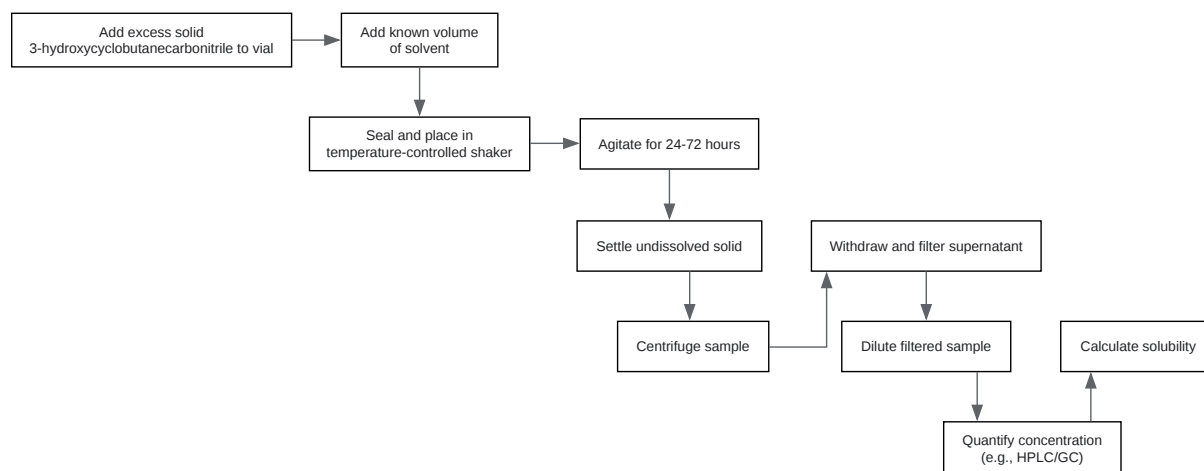 Add excess solid
3-hydroxycyclobutanecarbonitrile to vial
Add known volume
of solvent
Seal and place in
temperature-controlled shaker
Agitate for 24-72 hours
Settle undissolved solid
Centrifuge sample
Withdraw and filter supernatant
Dilute filtered sample
Quantify concentration
(e.g., HPLC/GC)
Calculate solubility